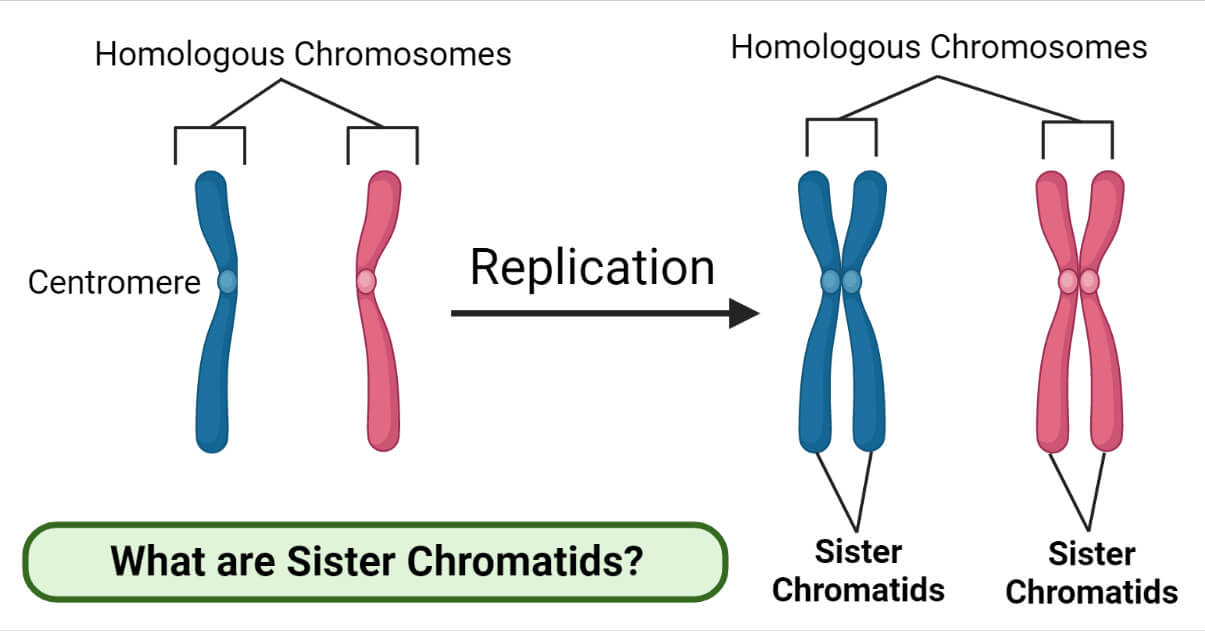 Homologous Chromosomes
Homologous Chromosomes
Centromere
Replication
What are Sister Chromatids?
Sister
Chromatids
Sister
Chromatids